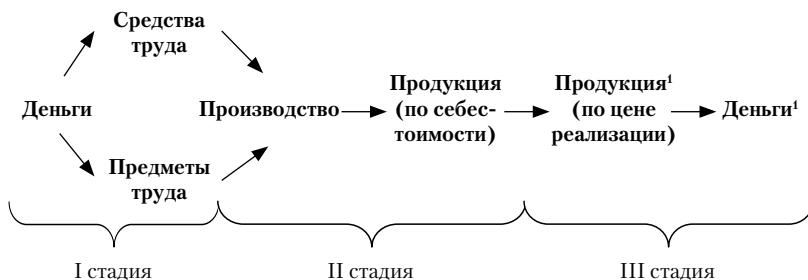 Средства
труда
Деньги
Производство
Продукция
(по себес-
тоимости)
Продукция¹
(по цене
реализации)
Деньги¹
Предметы
труда
I стадия
II стадия
III стадия